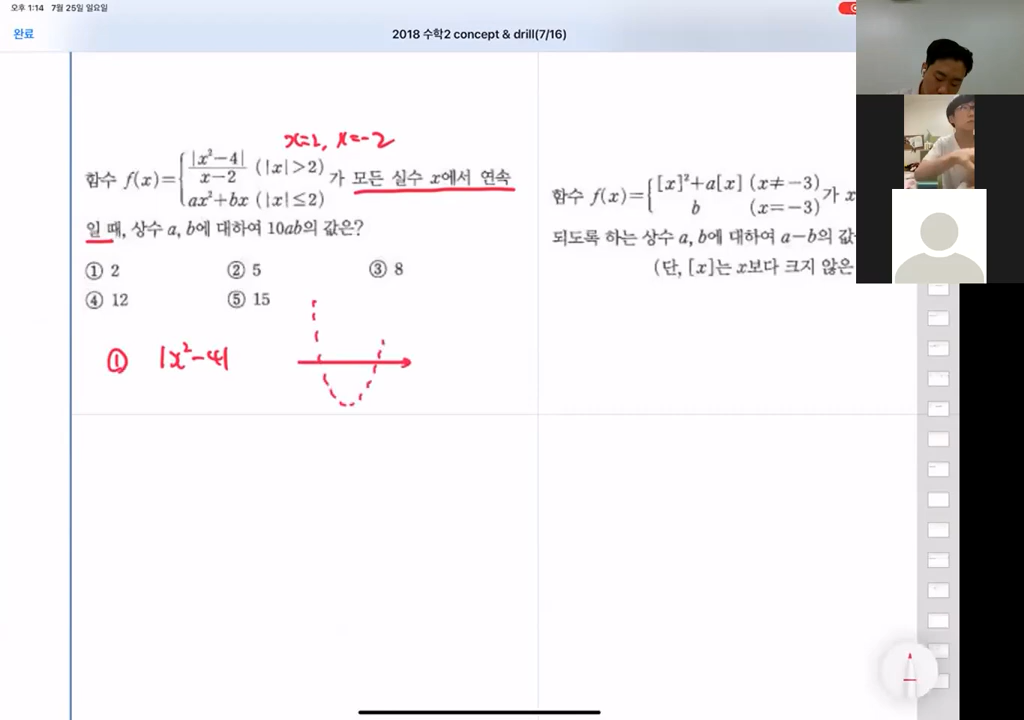 오후 1:14 7월 25일 일요일
완료
2018 수학2 concept & drill(7/16)
x=2, x=-2
함수 f(x)={|x²-4|/(x-2) (|x|>2)
ax²+bx (|x|≤2) 가 모든 실수 x에서 연속
일 때, 상수 a, b에 대하여 10ab의 값은?
① 2 ② 5 ③ 8
④ 12 ⑤ 15
① |x²-4|
함수 f(x)={[x]²+a[x] (x≠-3)
b (x=-3) 가 x
되도록 하는 상수 a, b에 대하여 a-b의 값
(단, [x]는 x보다 크지 않은